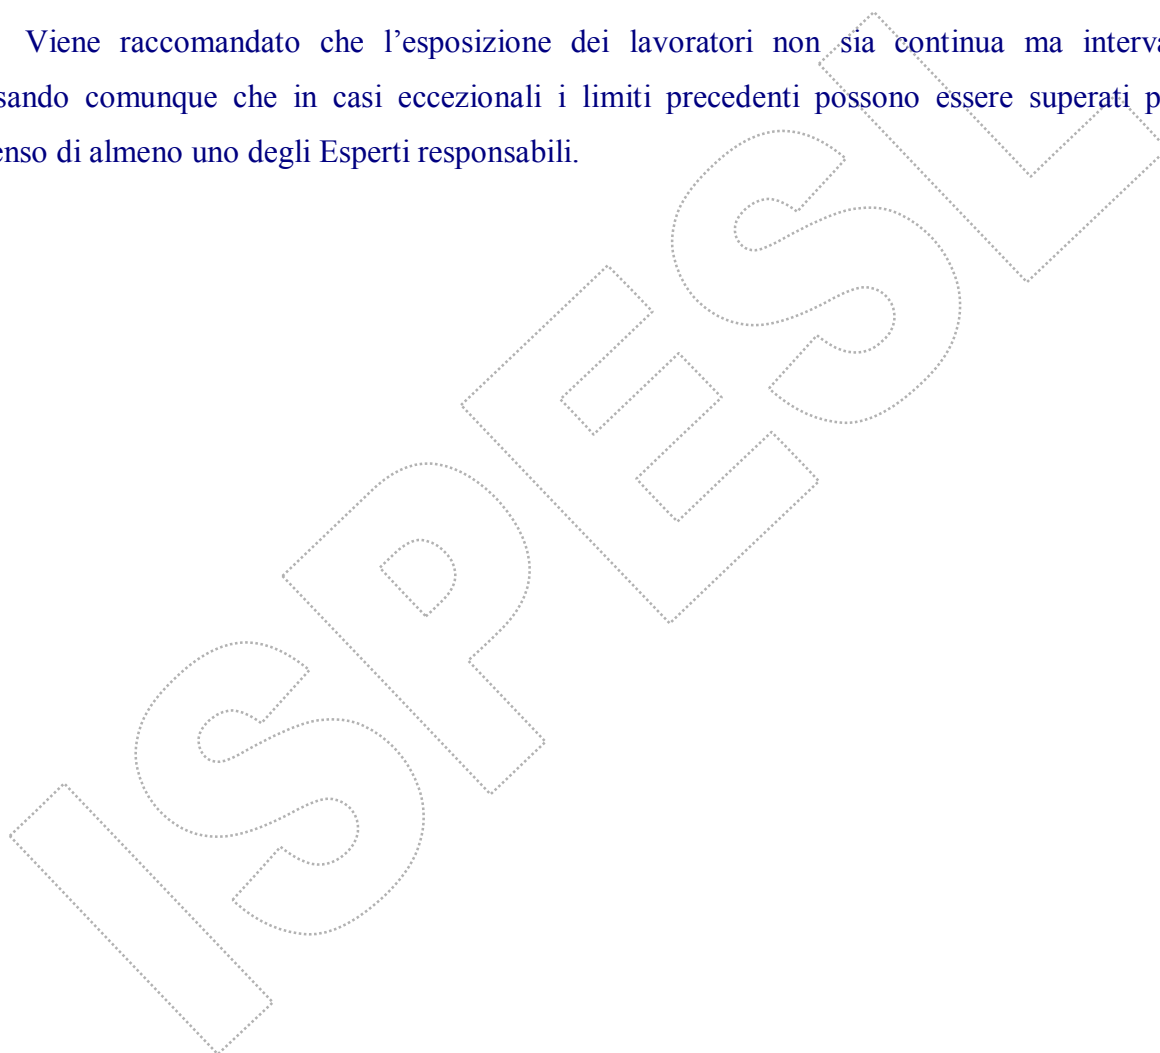 Viene raccomandato che l’esposizione dei lavoratori non sia continua ma interva
sando comunque che in casi eccezionali i limiti precedenti possono essere superati p
enso di almeno uno degli Esperti responsabili.
ISPESL